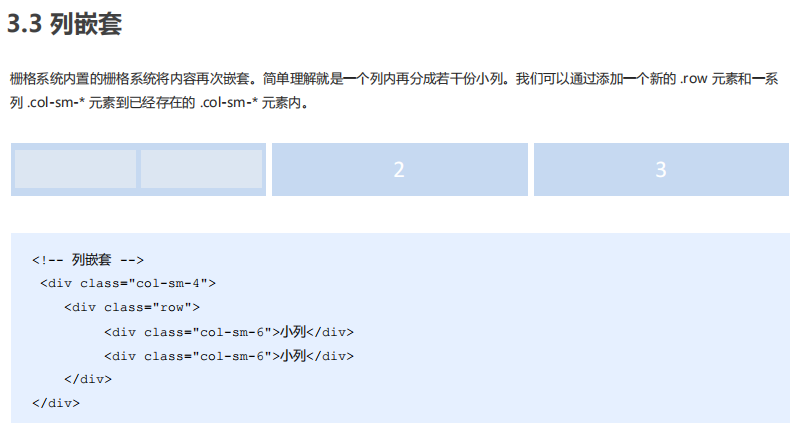 3.3 列嵌套
栅格系统内置的栅格系统将内容再次嵌套。简单理解就是一个列内再分成若干份小列。我们可以通过添加一个新的 .row 元素和一系
列 .col-sm-* 元素到已经存在的 .col-sm-* 元素内。
2
3
<!-- 列嵌套 -->
<div class="col-sm-4">
<div class="row">
<div class="col-sm-6">小列</div>
<div class="col-sm-6">小列</div>
</div>
</div>